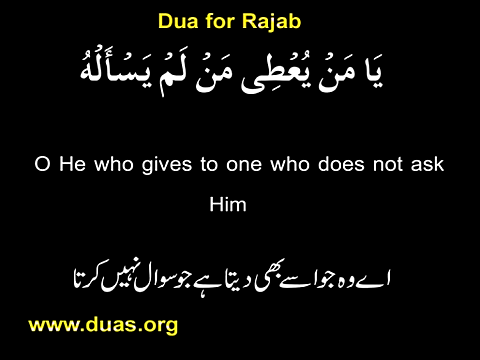 Dua for Rajab
يَا مَنْ يُعْطِى مَنْ لَمْ يَسْأَلْهُ
O He who gives to one who does not ask
Him
اے وہ جو اسے بھی دیتا ہے جو سوال نہیں کرتا
www.duas.org